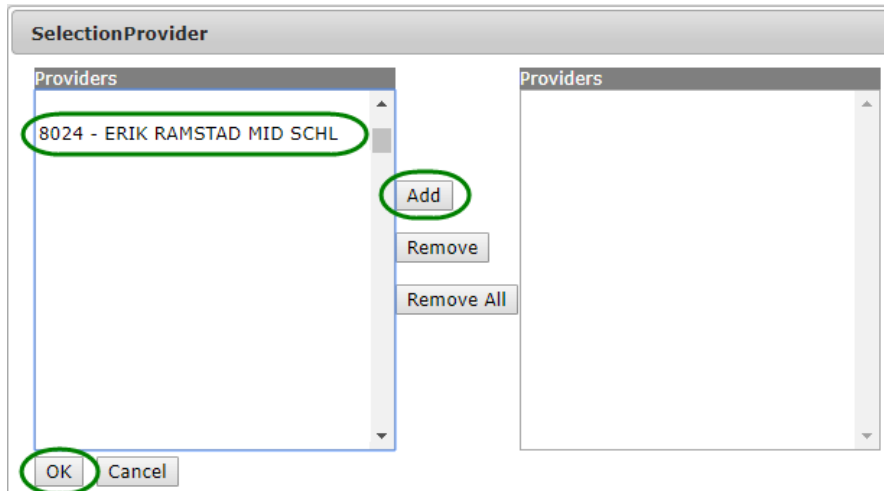 SelectionProvider
Providers
Providers
8024 - ERIK RAMSTAD MID SCHL
Add
Remove
Remove All
OK Cancel